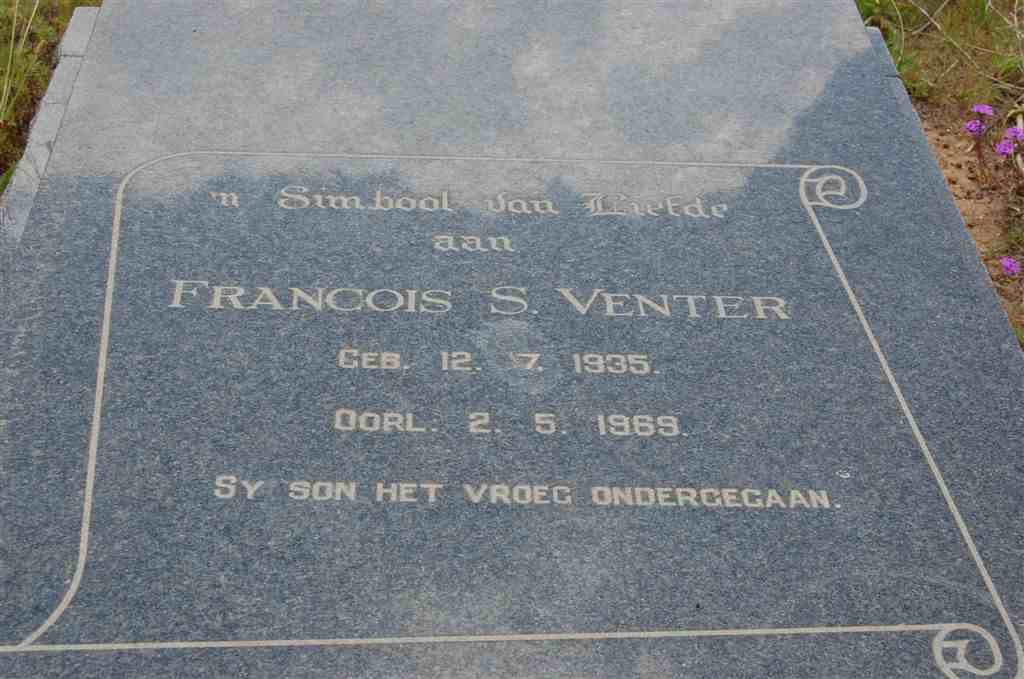 'n Simbool van Liefde
aan
FRANCOIS S. VENTER
GEB. 12. 7. 1935.
OORL. 2. 5. 1969.
SY SON HET VROEG ONDERGEGAAN.